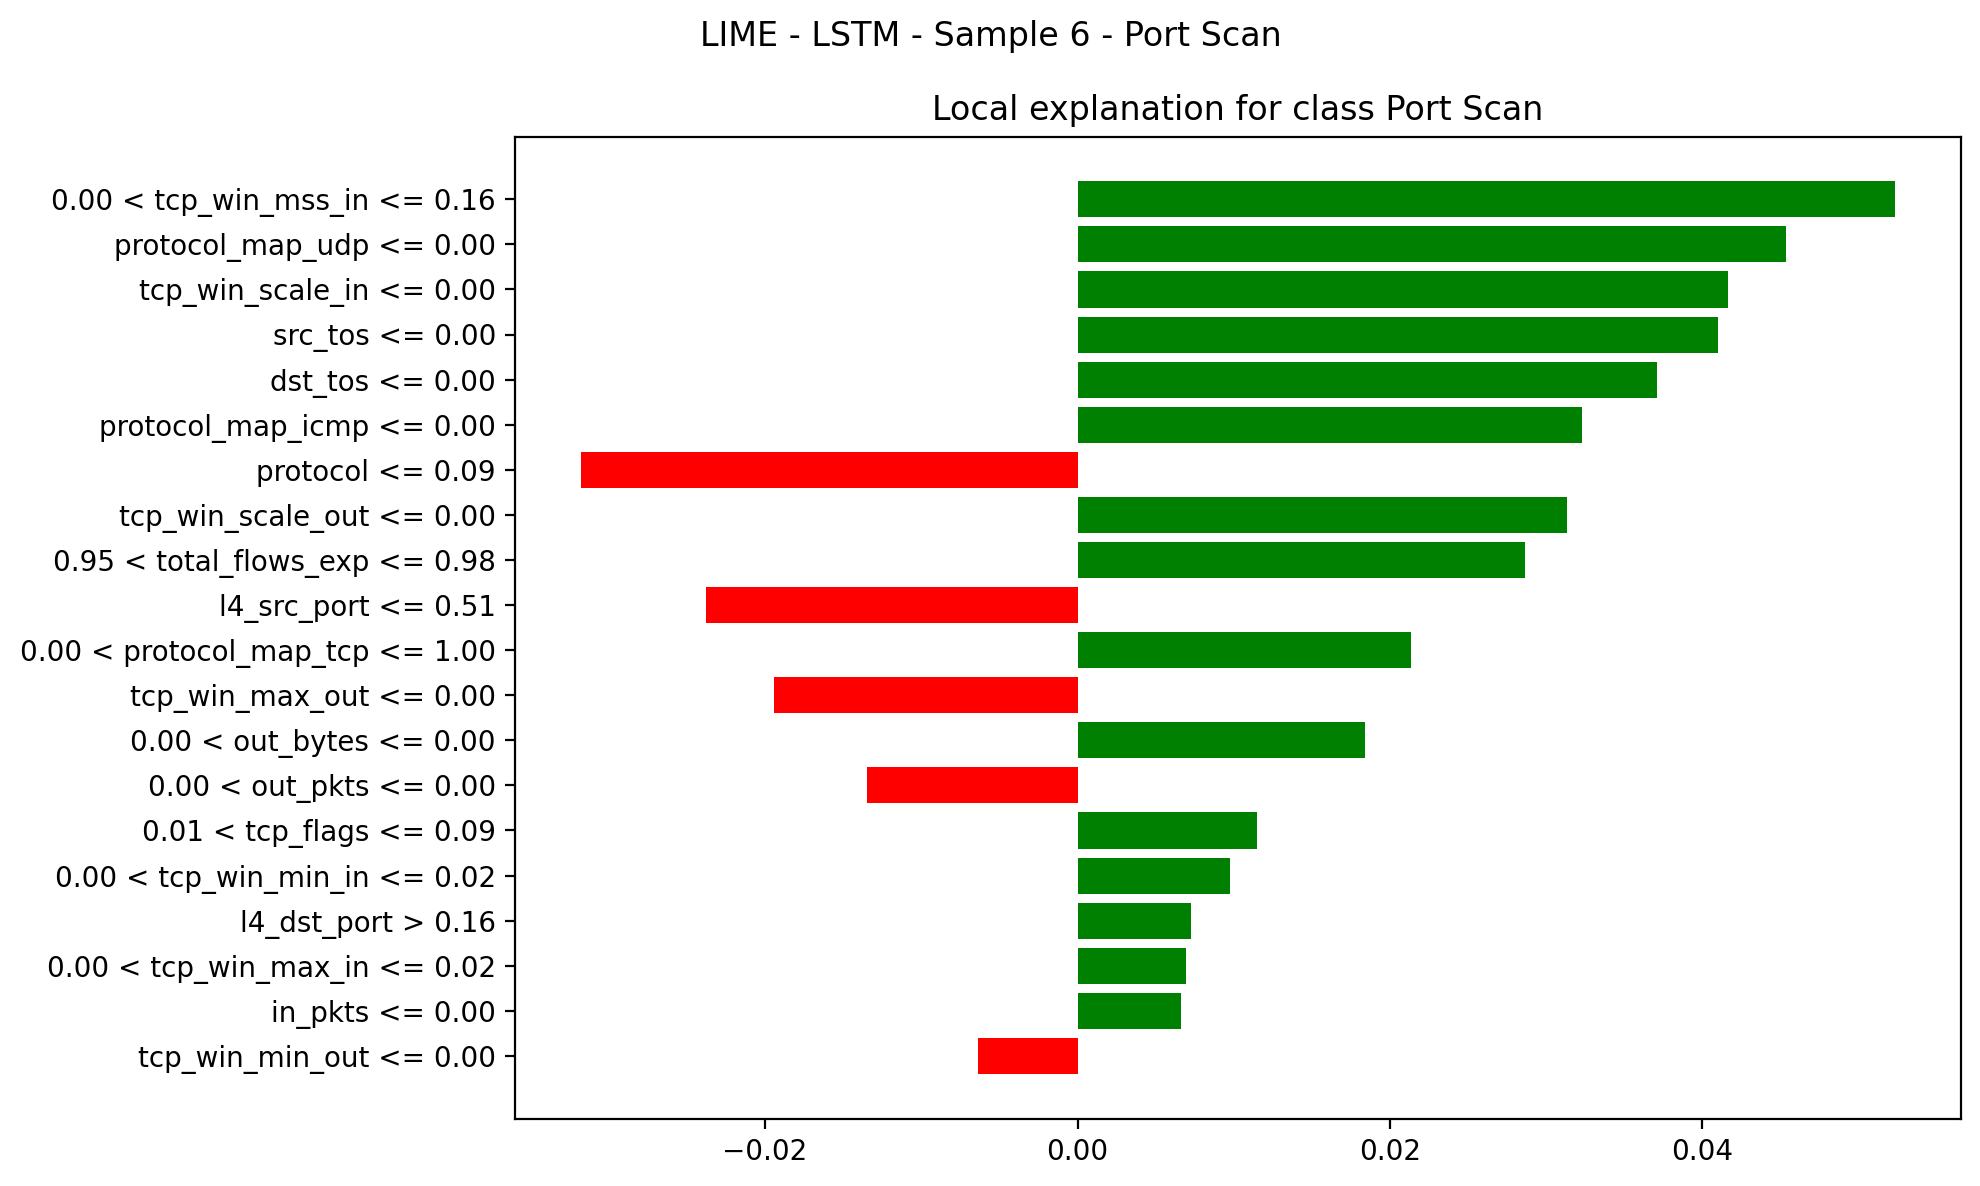 LIME - LSTM - Sample 6 - Port Scan
Local explanation for class Port Scan
0.00 < tcp_win_mss_in <= 0.16
protocol_map_udp <= 0.00
tcp_win_scale_in <= 0.00
src_tos <= 0.00
dst_tos <= 0.00
protocol_map_icmp <= 0.00
protocol <= 0.09
tcp_win_scale_out <= 0.00
0.95 < total_flows_exp <= 0.98
l4_src_port <= 0.51
0.00 < protocol_map_tcp <= 1.00
tcp_win_max_out <= 0.00
0.00 < out_bytes <= 0.00
0.00 < out_pkts <= 0.00
0.01 < tcp_flags <= 0.09
0.00 < tcp_win_min_in <= 0.02
l4_dst_port > 0.16
0.00 < tcp_win_max_in <= 0.02
in_pkts <= 0.00
tcp_win_min_out <= 0.00
−0.02 0.00 0.02 0.04